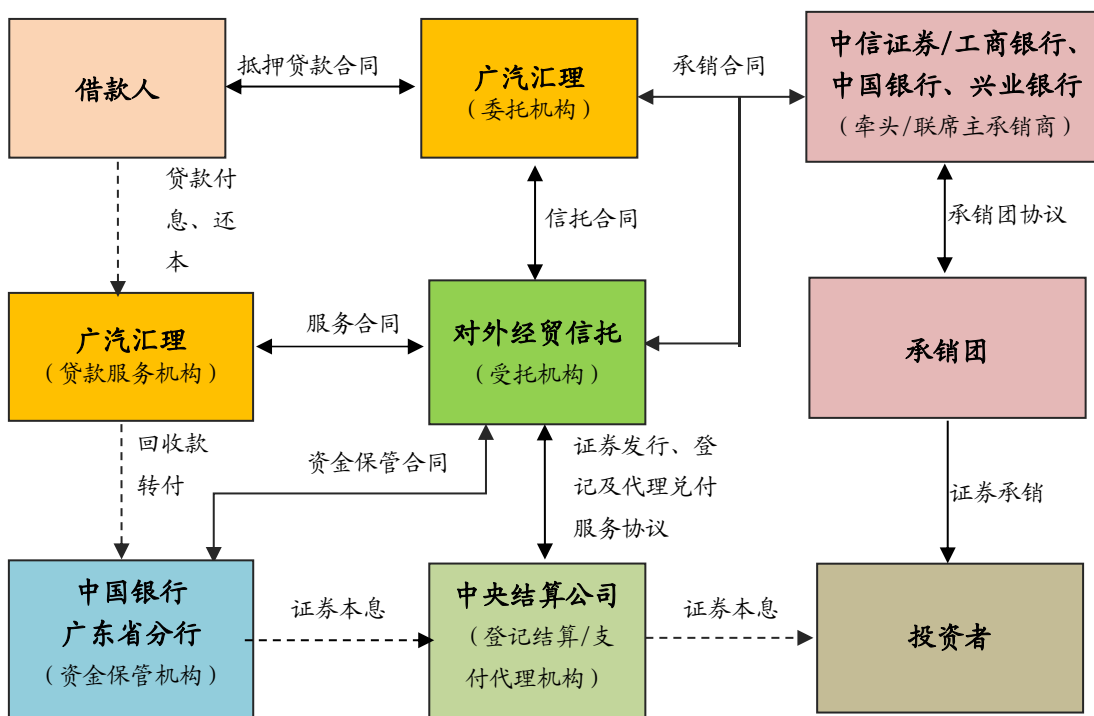 借款人
抵押贷款合同
广汽汇理
（委托机构）
承销合同
中信证券/工商银行、
中国银行、兴业银行
（牵头/联席主承销商）
贷款付
息、还
本
信托合同
承销团协议
广汽汇理
（贷款服务机构）
服务合同
对外经贸信托
（受托机构）
承销团
回收款
转付
资金保管合同
证券发行、登
记及代理兑付
服务协议
证券承销
中国银行
广东省分行
（资金保管机构）
证券本息
中央结算公司
（登记结算/支
付代理机构）
证券本息
投资者